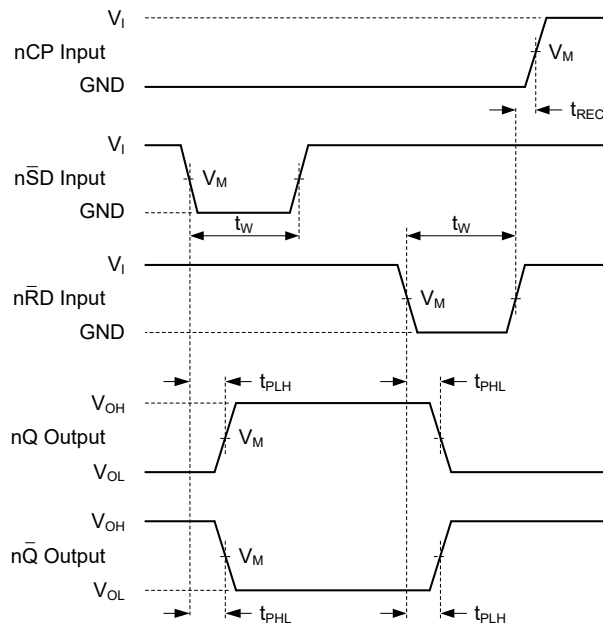 V_I
nCP Input
V_M
GND
t_REC
V_I
nS̅D Input
V_M
GND
t_W
t_W
V_I
nR̅D Input
V_M
GND
t_PLH
t_PHL
V_OH
nQ Output
V_M
V_OL
V_OH
nQ̅ Output
V_M
V_OL
t_PHL
t_PLH